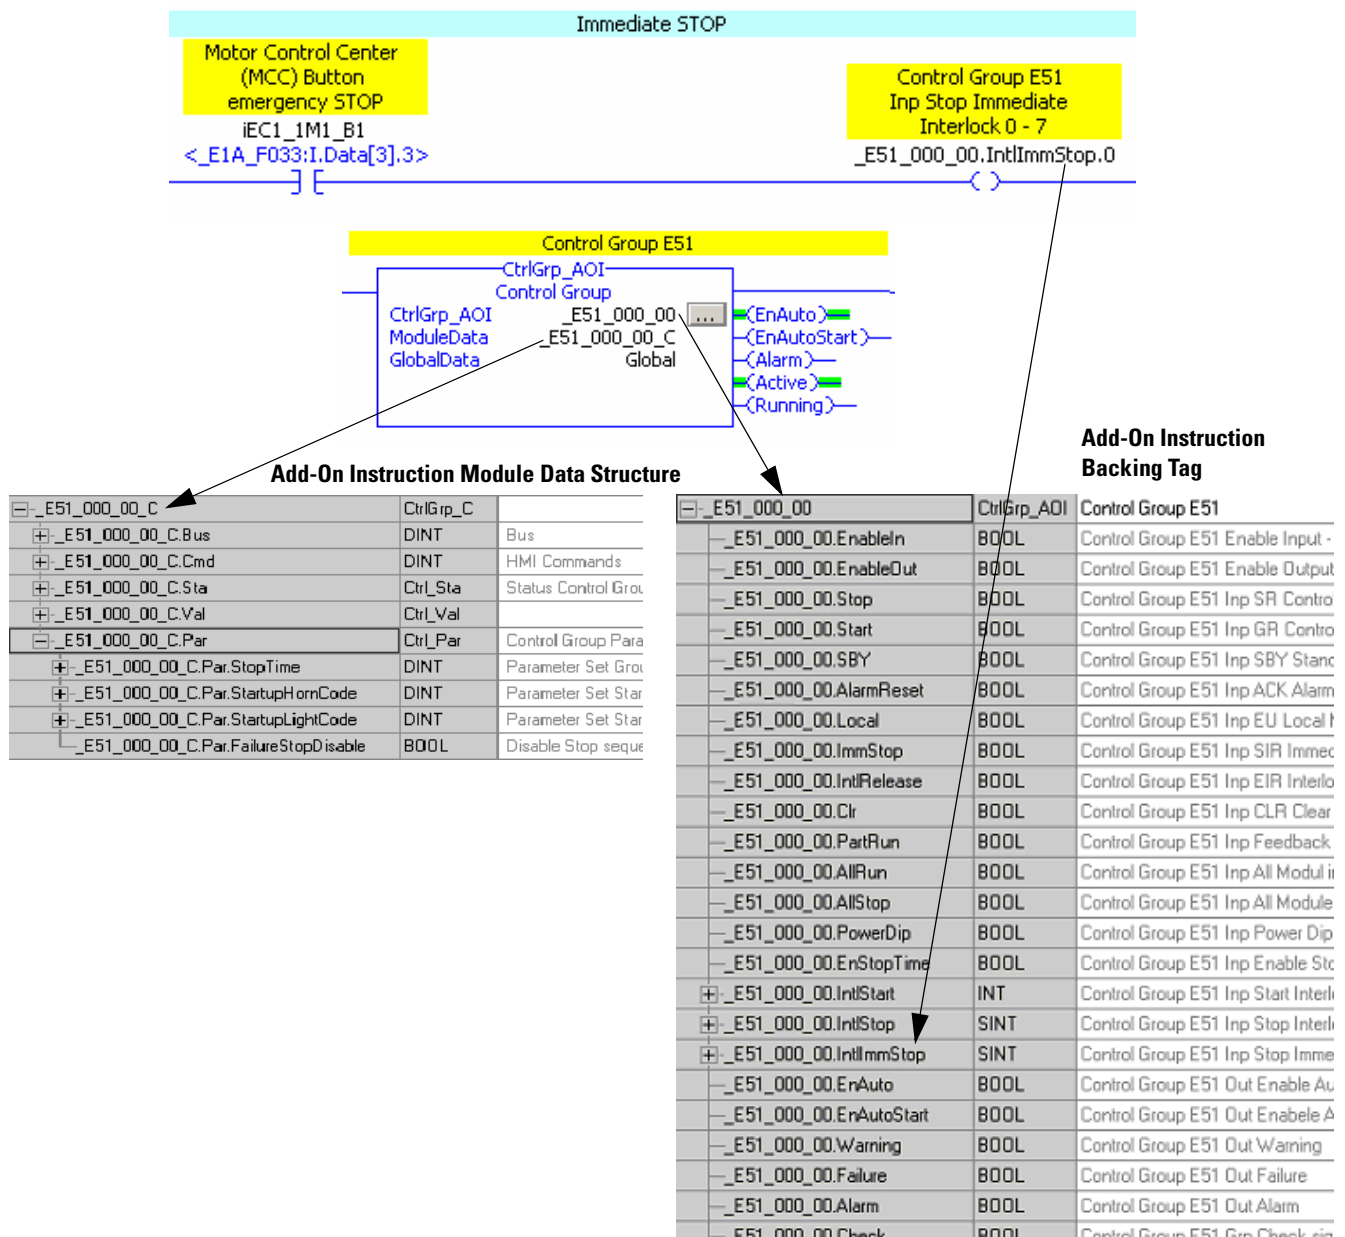 Immediate STOP
Motor Control Center
(MCC) Button
emergency STOP
iEC1_1M1_B1
<_E1A_F033:I.Data[3].3>
Control Group E51
Inp Stop Immediate
Interlock 0 - 7
_E51_000_00.IntlImmStop.0
Control Group E51
CtrlGrp_AOI
Control Group
CtrlGrp_AOI _E51_000_00 ... (EnAuto)
ModuleData _E51_000_00_C (EnAutoStart)
GlobalData Global (Alarm)
(Active)
(Running)
Add-On Instruction Module Data Structure
_E51_000_00_C CtrlGrp_C
_E51_000_00_C.Bus DINT Bus
_E51_000_00_C.Cmd DINT HMI Commands
_E51_000_00_C.Sta Ctrl_Sta Status Control Grou
_E51_000_00_C.Val Ctrl_Val
_E51_000_00_C.Par Ctrl_Par Control Group Para
_E51_000_00_C.Par.StopTime DINT Parameter Set Grou
_E51_000_00_C.Par.StartupHornCode DINT Parameter Set Star
_E51_000_00_C.Par.StartupLightCode DINT Parameter Set Star
_E51_000_00_C.Par.FailureStopDisable BOOL Disable Stop seque
Add-On Instruction
Backing Tag
_E51_000_00 CtrlGrp_AOI Control Group E51
_E51_000_00.EnableIn BOOL Control Group E51 Enable Input -
_E51_000_00.EnableOut BOOL Control Group E51 Enable Output
_E51_000_00.Stop BOOL Control Group E51 Inp SR Contro
_E51_000_00.Start BOOL Control Group E51 Inp GR Contro
_E51_000_00.SBY BOOL Control Group E51 Inp SBY Stand
_E51_000_00.AlarmReset BOOL Control Group E51 Inp ACK Alarm
_E51_000_00.Local BOOL Control Group E51 Inp EU Local
_E51_000_00.ImmStop BOOL Control Group E51 Inp SIR Immed
_E51_000_00.IntlRelease BOOL Control Group E51 Inp EIR Interlo
_E51_000_00.Clr BOOL Control Group E51 Inp CLR Clear
_E51_000_00.PartRun BOOL Control Group E51 Inp Feedback
_E51_000_00.AllRun BOOL Control Group E51 Inp All Modul i
_E51_000_00.AllStop BOOL Control Group E51 Inp All Module
_E51_000_00.PowerDip BOOL Control Group E51 Inp Power Dip
_E51_000_00.EnStopTime BOOL Control Group E51 Inp Enable Sto
_E51_000_00.IntlStart INT Control Group E51 Inp Start Interl
_E51_000_00.IntlStop SINT Control Group E51 Inp Stop Interl
_E51_000_00.IntlImmStop SINT Control Group E51 Inp Stop Imme
_E51_000_00.EnAuto BOOL Control Group E51 Out Enable Au
_E51_000_00.EnAutoStart BOOL Control Group E51 Out Enabele A
_E51_000_00.Warning BOOL Control Group E51 Out Warning
_E51_000_00.Failure BOOL Control Group E51 Out Failure
_E51_000_00.Alarm BOOL Control Group E51 Out Alarm
_E51_000_00.Check BOOL Control Group E51 Grp Check sig